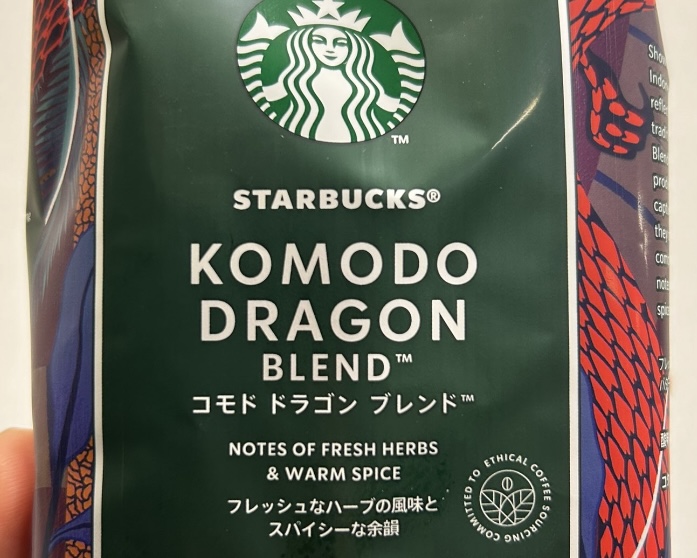 ™
STARBUCKS®
KOMODO
DRAGON
BLEND™
コモド ドラゴン ブレンド™
NOTES OF FRESH HERBS
& WARM SPICE
フレッシュなハーブの風味と
スパイシーな余韻
COMMITTED TO ETHICAL COFFEE SOURCING